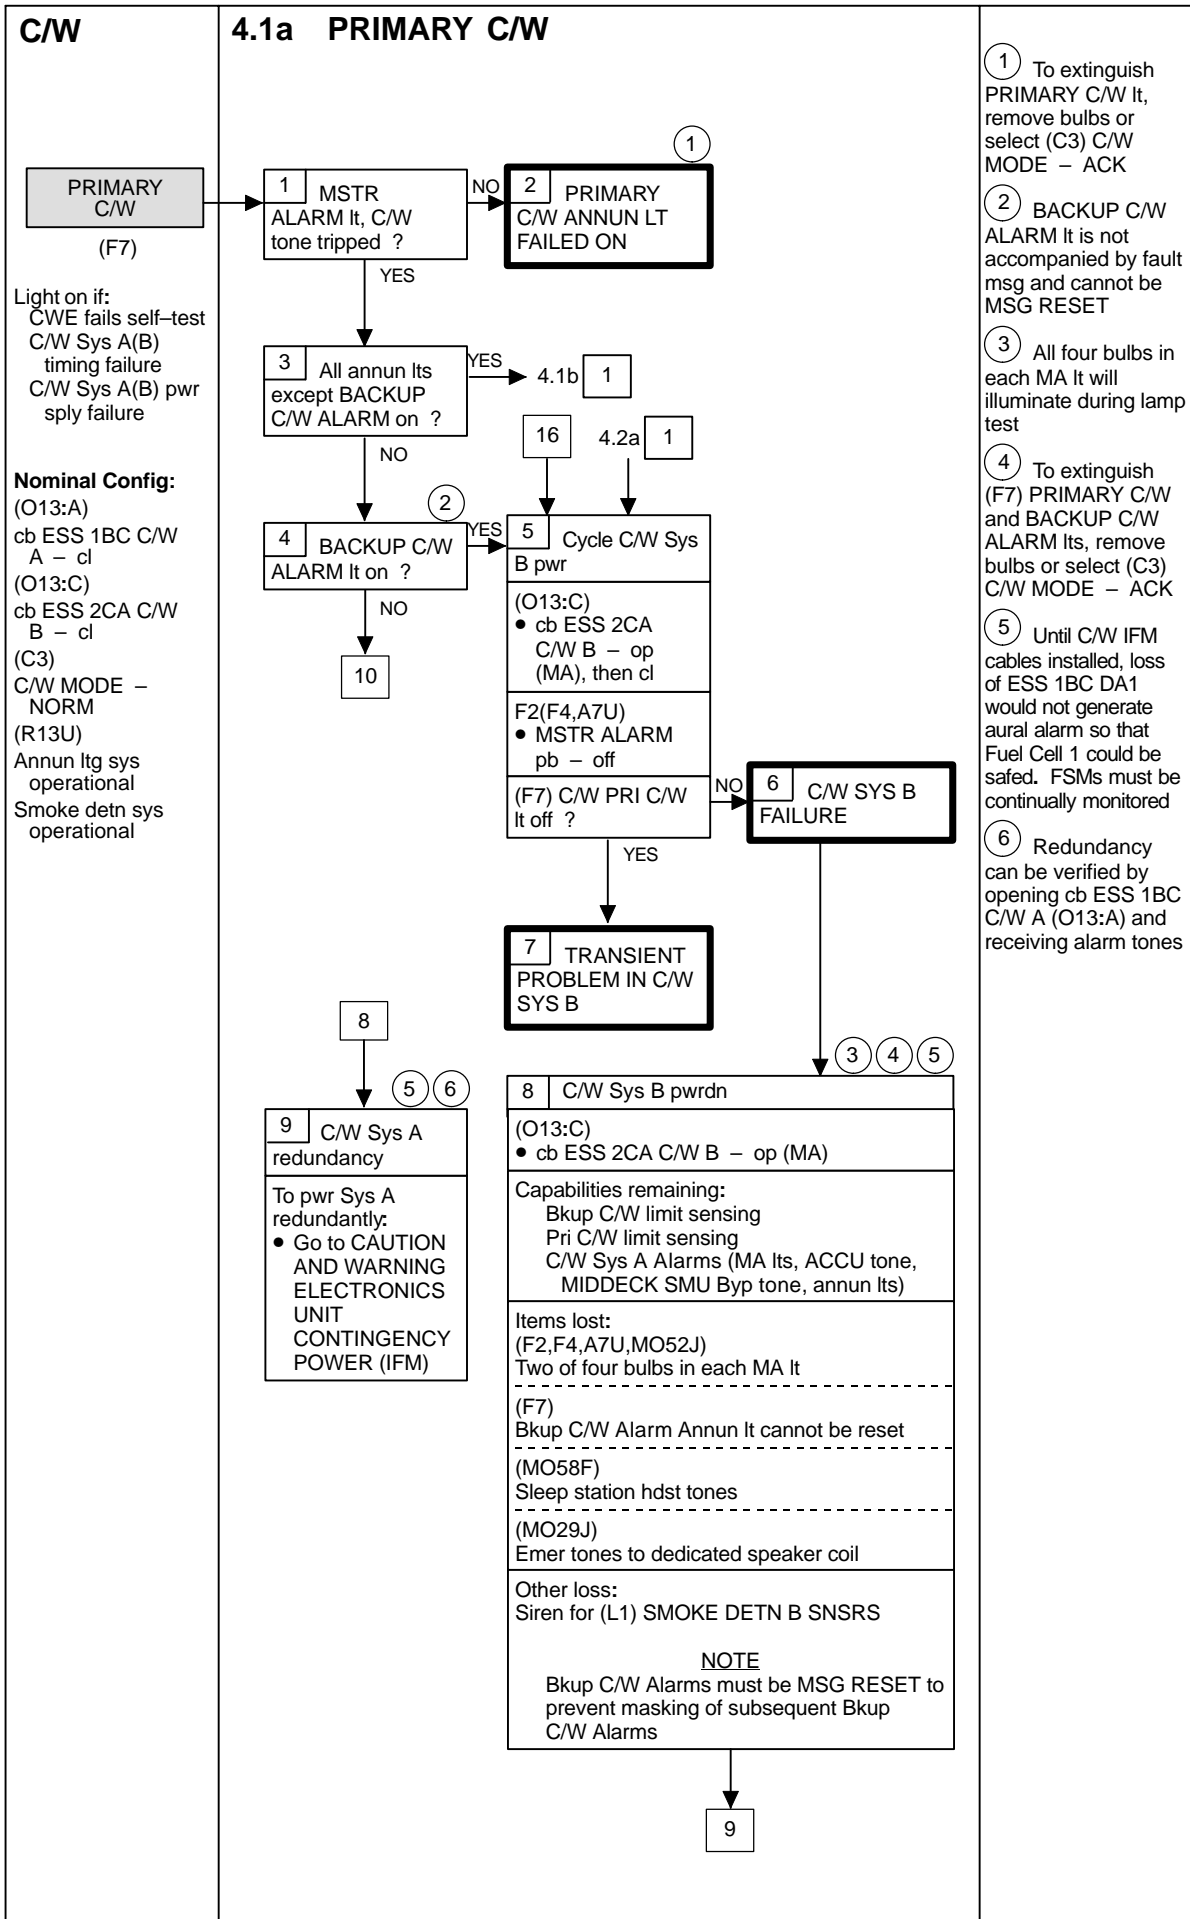 C/W
4.1a PRIMARY C/W
PRIMARY
C/W
(F7)
Light on if:
CWE fails self–test
C/W Sys A(B)
timing failure
C/W Sys A(B) pwr
sply failure
Nominal Config:
(O13:A)
cb ESS 1BC C/W
A – cl
(O13:C)
cb ESS 2CA C/W
B – cl
(C3)
C/W MODE –
NORM
(R13U)
Annun ltg sys
operational
Smoke detn sys
operational
1 MSTR
ALARM lt, C/W
tone tripped ?
NO
YES
1
2 PRIMARY
C/W ANNUN LT
FAILED ON
3 All annun lts
except BACKUP
C/W ALARM on ?
YES
4.1b 1
NO
2
4 BACKUP C/W
ALARM lt on ?
YES
NO
10
16
4.2a 1
5 Cycle C/W Sys
B pwr
(O13:C)
• cb ESS 2CA
C/W B – op
(MA), then cl
F2(F4,A7U)
• MSTR ALARM
pb – off
(F7) C/W PRI C/W
lt off ?
NO
YES
6 C/W SYS B
FAILURE
7 TRANSIENT
PROBLEM IN C/W
SYS B
8
5 6
9 C/W Sys A
redundancy
To pwr Sys A
redundantly:
• Go to CAUTION
AND WARNING
ELECTRONICS
UNIT
CONTINGENCY
POWER (IFM)
3 4 5
8 C/W Sys B pwrdn
(O13:C)
• cb ESS 2CA C/W B – op (MA)
Capabilities remaining:
Bkup C/W limit sensing
Pri C/W limit sensing
C/W Sys A Alarms (MA lts, ACCU tone,
MIDDECK SMU Byp tone, annun lts)
Items lost:
(F2,F4,A7U,MO52J)
Two of four bulbs in each MA lt
(F7)
Bkup C/W Alarm Annun lt cannot be reset
(MO58F)
Sleep station hdst tones
(MO29J)
Emer tones to dedicated speaker coil
Other loss:
Siren for (L1) SMOKE DETN B SNSRS
NOTE
Bkup C/W Alarms must be MSG RESET to
prevent masking of subsequent Bkup
C/W Alarms
9
1 To extinguish
PRIMARY C/W lt,
remove bulbs or
select (C3) C/W
MODE – ACK
2 BACKUP C/W
ALARM lt is not
accompanied by fault
msg and cannot be
MSG RESET
3 All four bulbs in
each MA lt will
illuminate during lamp
test
4 To extinguish
(F7) PRIMARY C/W
and BACKUP C/W
ALARM lts, remove
bulbs or select (C3)
C/W MODE – ACK
5 Until C/W IFM
cables installed, loss
of ESS 1BC DA1
would not generate
aural alarm so that
Fuel Cell 1 could be
safed. FSMs must be
continually monitored
6 Redundancy
can be verified by
opening cb ESS 1BC
C/W A (O13:A) and
receiving alarm tones